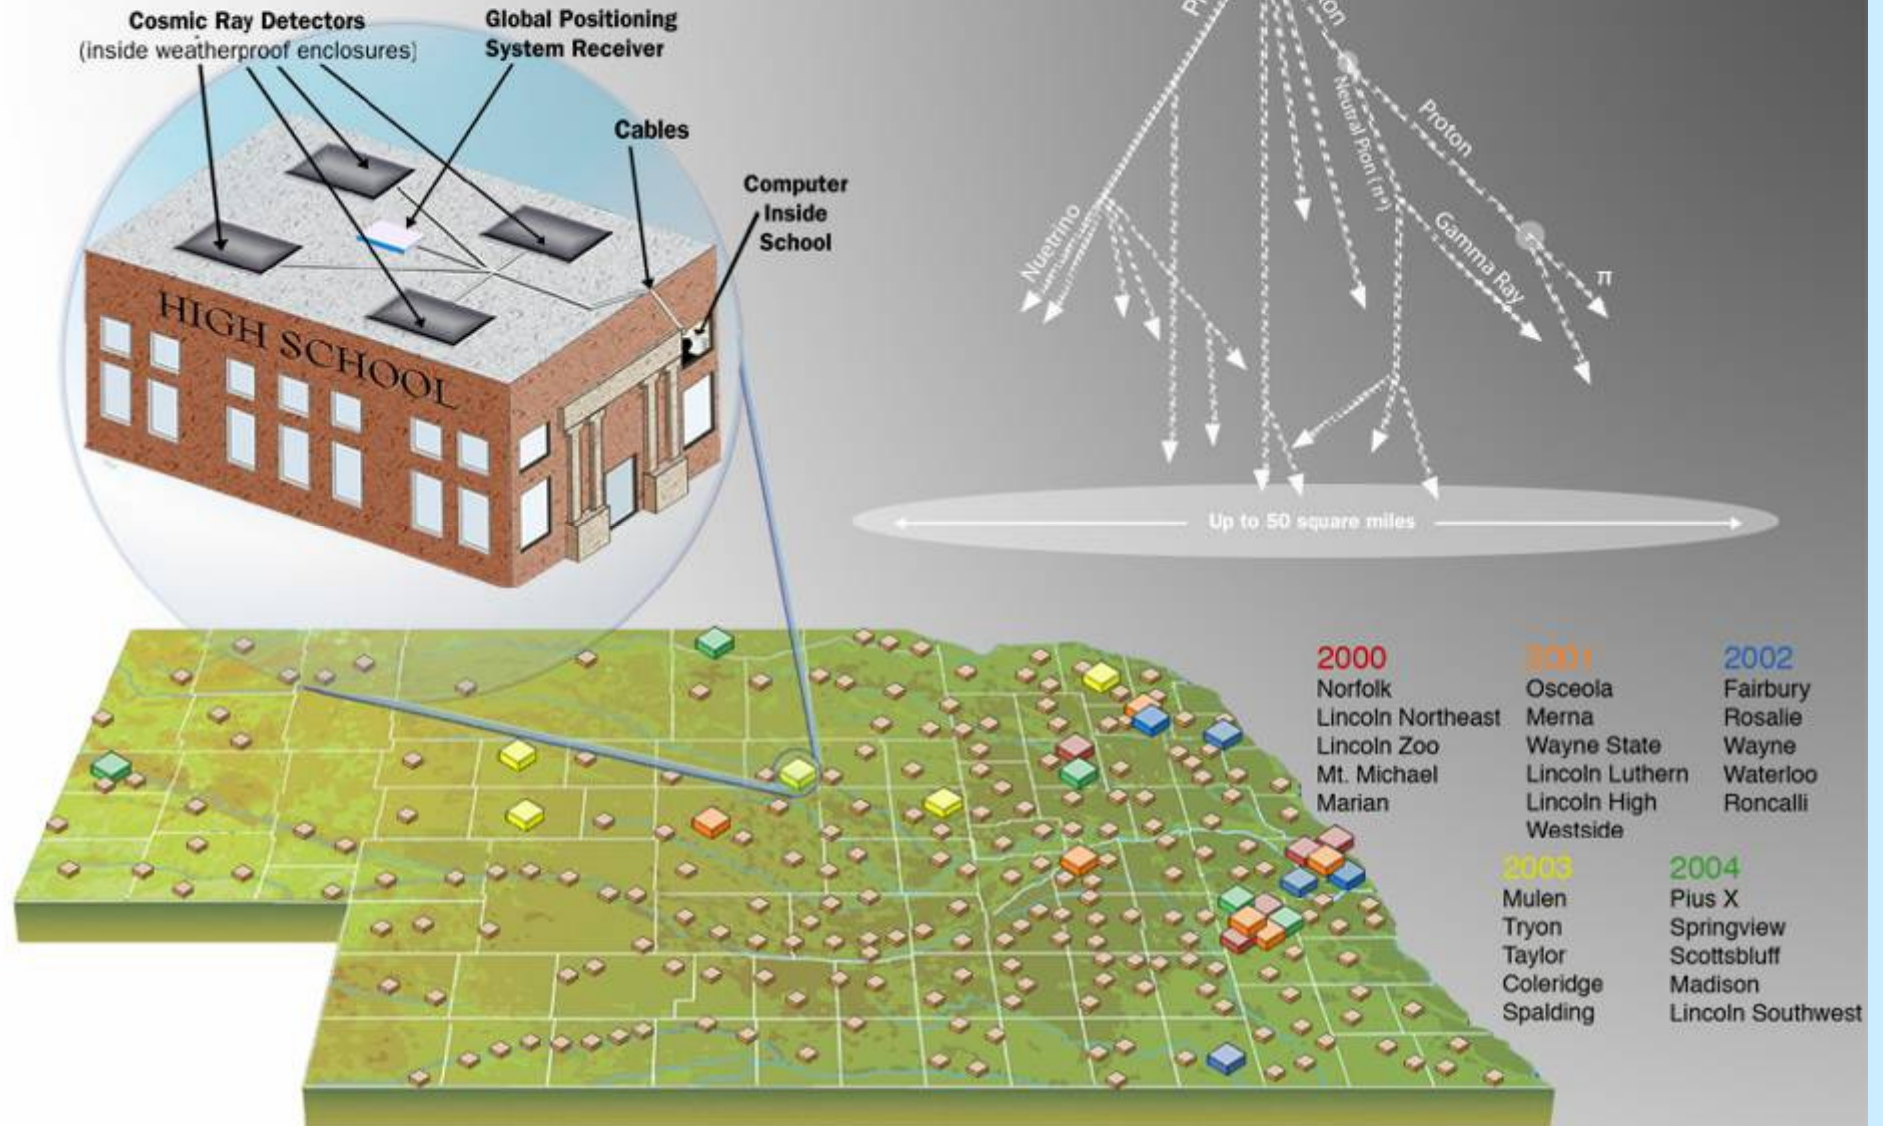 Cosmic Ray Detectors
(inside weatherproof enclosures)
Global Positioning
System Receiver
Cables
Computer
Inside
School
HIGH SCHOOL
Neutral Pion (π°)
Proton
Nuetrino
Gamma Ray
π
Up to 50 square miles
2000
Norfolk
Lincoln Northeast
Lincoln Zoo
Mt. Michael
Marian
2001
Osceola
Merna
Wayne State
Lincoln Luthern
Lincoln High
Westside
2002
Fairbury
Rosalie
Wayne
Waterloo
Roncalli
2003
Mulen
Tryon
Taylor
Coleridge
Spalding
2004
Pius X
Springview
Scottsbluff
Madison
Lincoln Southwest